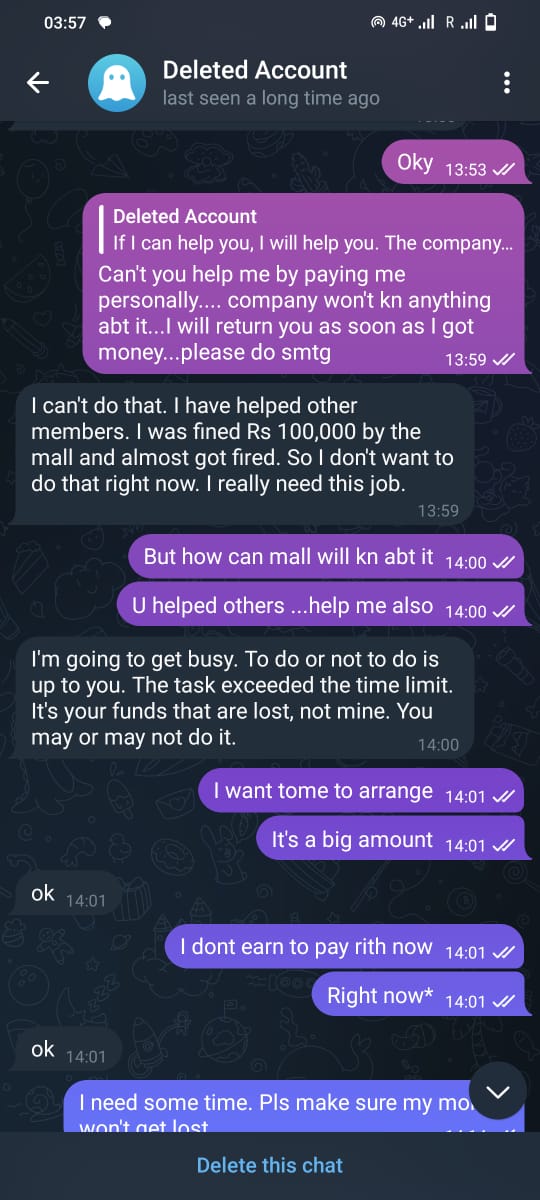 03:57
4G+ R
Deleted Account
last seen a long time ago
Oky 13:53
Deleted Account
If I can help you, I will help you. The company...
Can't you help me by paying me
personally.... company won't kn anything
abt it...I will return you as soon as I got
money...please do smtg 13:59
I can't do that. I have helped other
members. I was fined Rs 100,000 by the
mall and almost got fired. So I don't want to
do that right now. I really need this job.
13:59
But how can mall will kn abt it 14:00
U helped others ...help me also 14:00
I'm going to get busy. To do or not to do is
up to you. The task exceeded the time limit.
It's your funds that are lost, not mine. You
may or may not do it. 14:00
I want tome to arrange 14:01
It's a big amount 14:01
ok 14:01
I dont earn to pay rith now 14:01
Right now* 14:01
ok 14:01
I need some time. Pls make sure my
won't get lost
Delete this chat